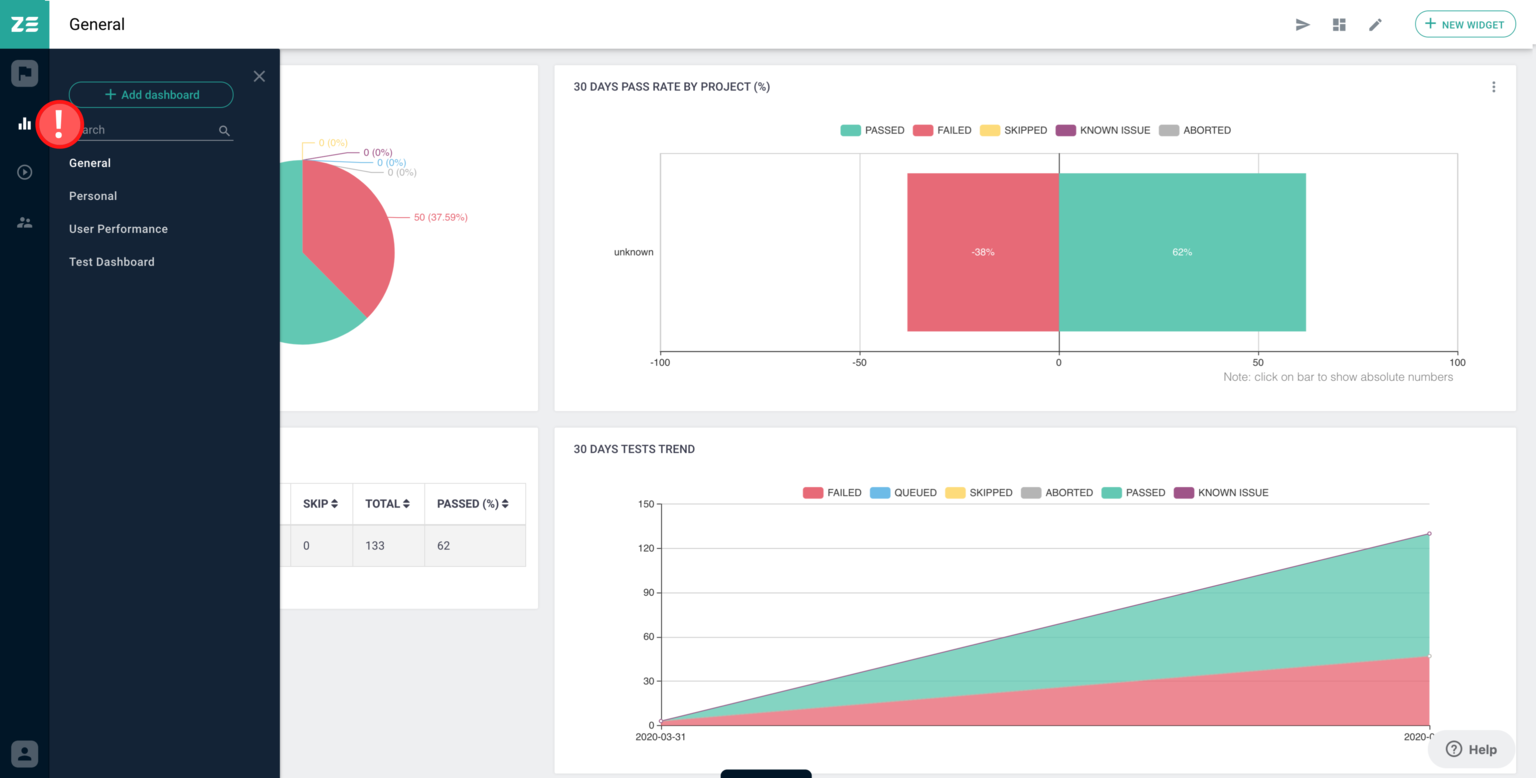 ZE
General
NEW WIDGET
Add dashboard
!
arch
General
Personal
User Performance
Test Dashboard
0 (0%)
0 (0%)
0 (0%)
0 (0%)
50 (37.59%)
30 DAYS PASS RATE BY PROJECT (%)
PASSED FAILED SKIPPED KNOWN ISSUE ABORTED
unknown
-38% 62%
-100 -50 0 50 100
Note: click on bar to show absolute numbers
SKIP TOTAL PASSED (%)
0 133 62
30 DAYS TESTS TREND
FAILED QUEUED SKIPPED ABORTED PASSED KNOWN ISSUE
150
120
90
60
30
0
2020-03-31 2020-0
Help